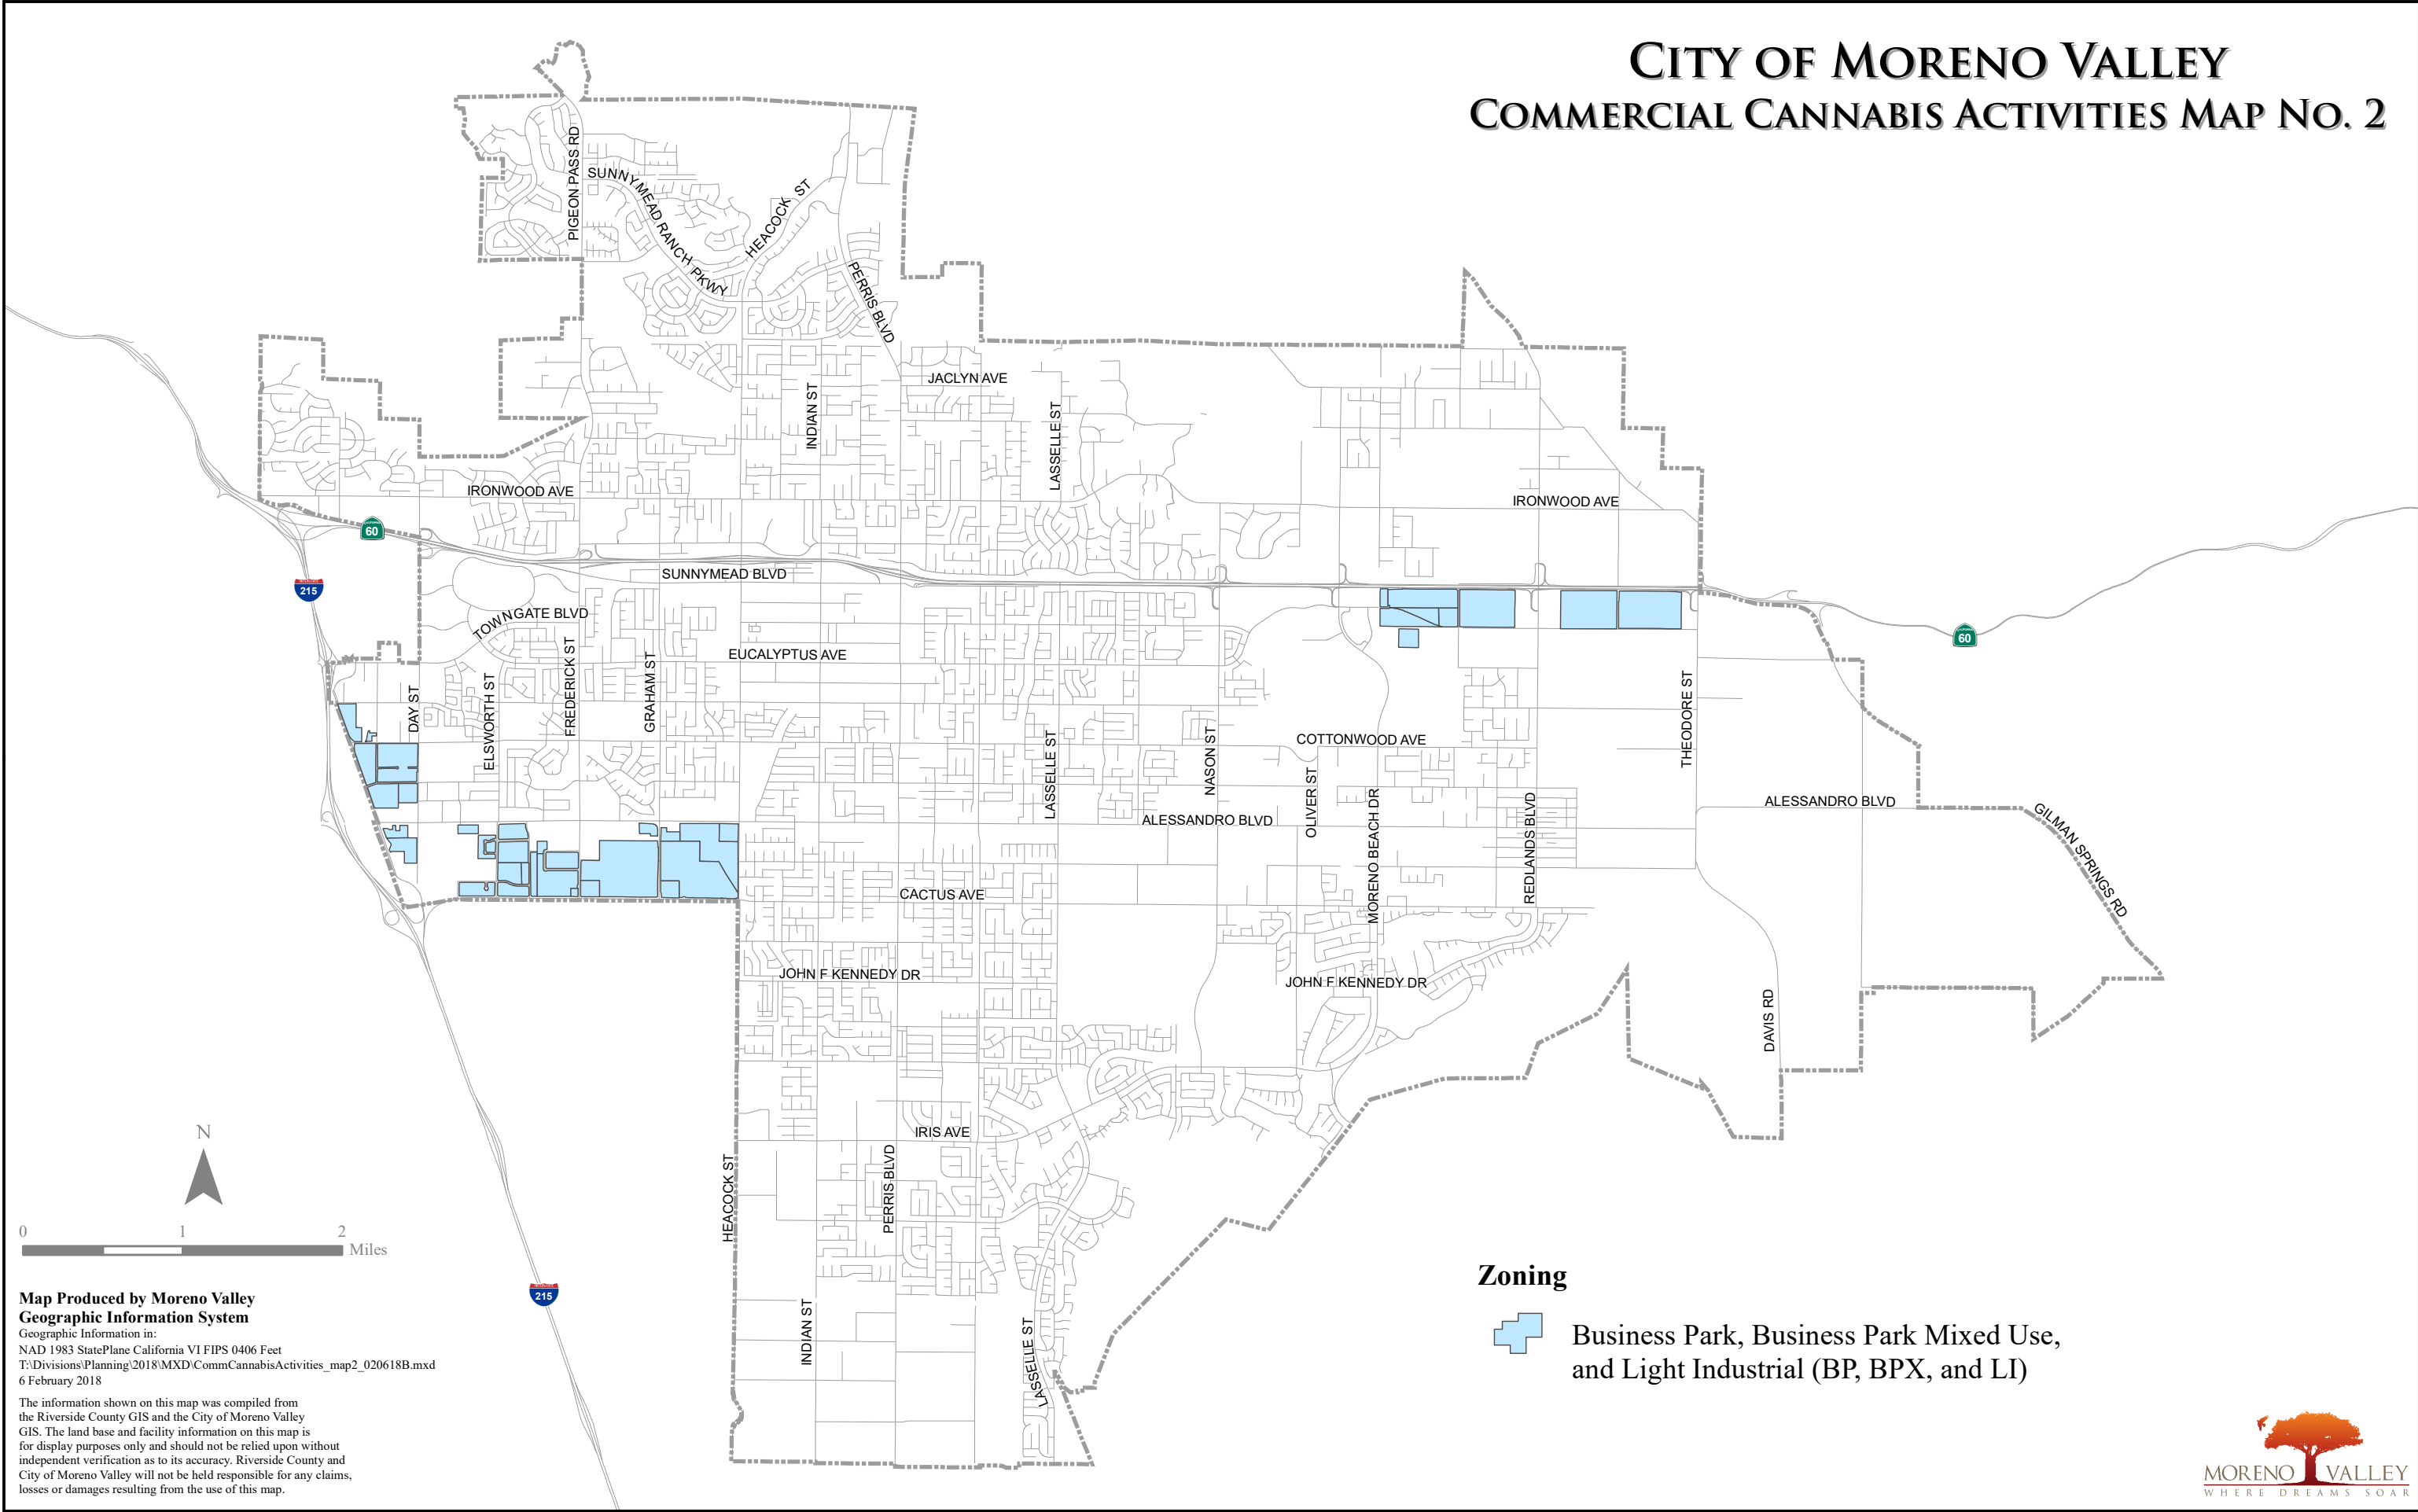 CITY OF MORENO VALLEY
COMMERCIAL CANNABIS ACTIVITIES MAP NO. 2
PIGEON PASS RD
SUNNYMEAD RANCH PKWY
HEACOCK ST
PERRIS BLVD
JACLYN AVE
INDIAN ST
LASSELLE ST
IRONWOOD AVE
IRONWOOD AVE
60
SUNNYMEAD BLVD
215
TOWNGATE BLVD
60
EUCALYPTUS AVE
DAY ST
ELSWORTH ST
FREDERICK ST
GRAHAM ST
LASSELLE ST
NASON ST
COTTONWOOD AVE
THEODORE ST
OLIVER ST
MORENO BEACH DR
REDLANDS BLVD
ALESSANDRO BLVD
ALESSANDRO BLVD
GILMAN SPRINGS RD
CACTUS AVE
JOHN F KENNEDY DR
JOHN F KENNEDY DR
DAVIS RD
IRIS AVE
HEACOCK ST
PERRIS BLVD
INDIAN ST
LASSELLE ST
215
N
0 1 2
Miles
Map Produced by Moreno Valley
Geographic Information System
Geographic Information in:
NAD 1983 StatePlane California VI FIPS 0406 Feet
T:\Divisions\Planning\2018\MXD\CommCannabisActivities_map2_020618B.mxd
6 February 2018
The information shown on this map was compiled from
the Riverside County GIS and the City of Moreno Valley
GIS. The land base and facility information on this map is
for display purposes only and should not be relied upon without
independent verification as to its accuracy. Riverside County and
City of Moreno Valley will not be held responsible for any claims,
losses or damages resulting from the use of this map.
Zoning
Business Park, Business Park Mixed Use,
and Light Industrial (BP, BPX, and LI)
MORENO VALLEY
WHERE DREAMS SOAR